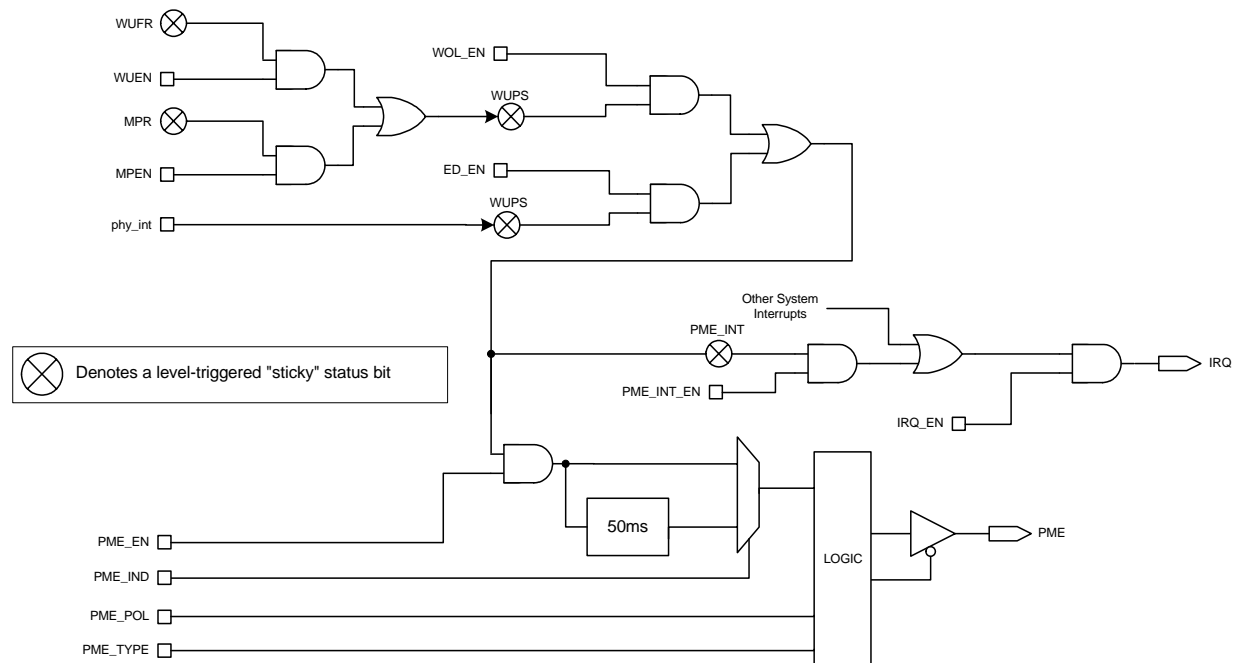 WUFR
WOL_EN
WUEN
WUPS
MPR
MPEN
ED_EN
WUPS
phy_int
Other System
Interrupts
PME_INT
Denotes a level-triggered "sticky" status bit
IRQ
PME_INT_EN
IRQ_EN
50ms
PME_EN
PME
LOGIC
PME_IND
PME_POL
PME_TYPE